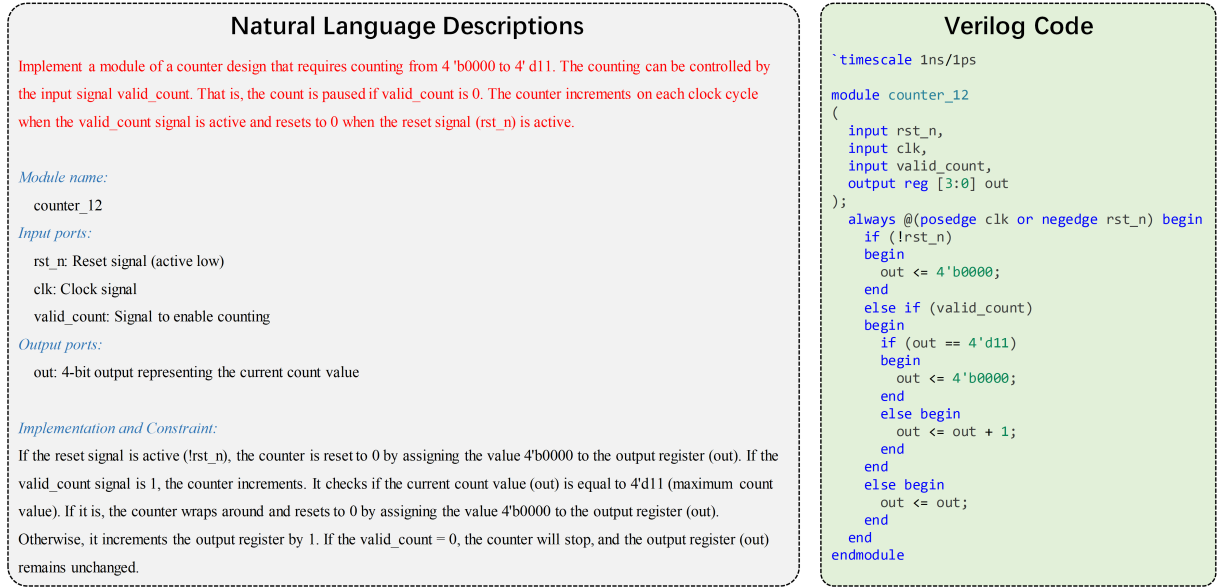 Natural Language Descriptions
Implement a module of a counter design that requires counting from 4 'b0000 to 4' d11. The counting can be controlled by
the input signal valid_count. That is, the count is paused if valid_count is 0. The counter increments on each clock cycle
when the valid_count signal is active and resets to 0 when the reset signal (rst_n) is active.
Module name:
counter_12
Input ports:
rst_n: Reset signal (active low)
clk: Clock signal
valid_count: Signal to enable counting
Output ports:
out: 4-bit output representing the current count value
Implementation and Constraint:
If the reset signal is active (!rst_n), the counter is reset to 0 by assigning the value 4'b0000 to the output register (out). If the
valid_count signal is 1, the counter increments. It checks if the current count value (out) is equal to 4'd11 (maximum count
value). If it is, the counter wraps around and resets to 0 by assigning the value 4'b0000 to the output register (out).
Otherwise, it increments the output register by 1. If the valid_count = 0, the counter will stop, and the output register (out)
remains unchanged.
Verilog Code
`timescale 1ns/1ps
module counter_12
(
input rst_n,
input clk,
input valid_count,
output reg [3:0] out
);
always @(posedge clk or negedge rst_n) begin
if (!rst_n)
begin
out <= 4'b0000;
end
else if (valid_count)
begin
if (out == 4'd11)
begin
out <= 4'b0000;
end
else begin
out <= out + 1;
end
end
else begin
out <= out;
end
end
endmodule